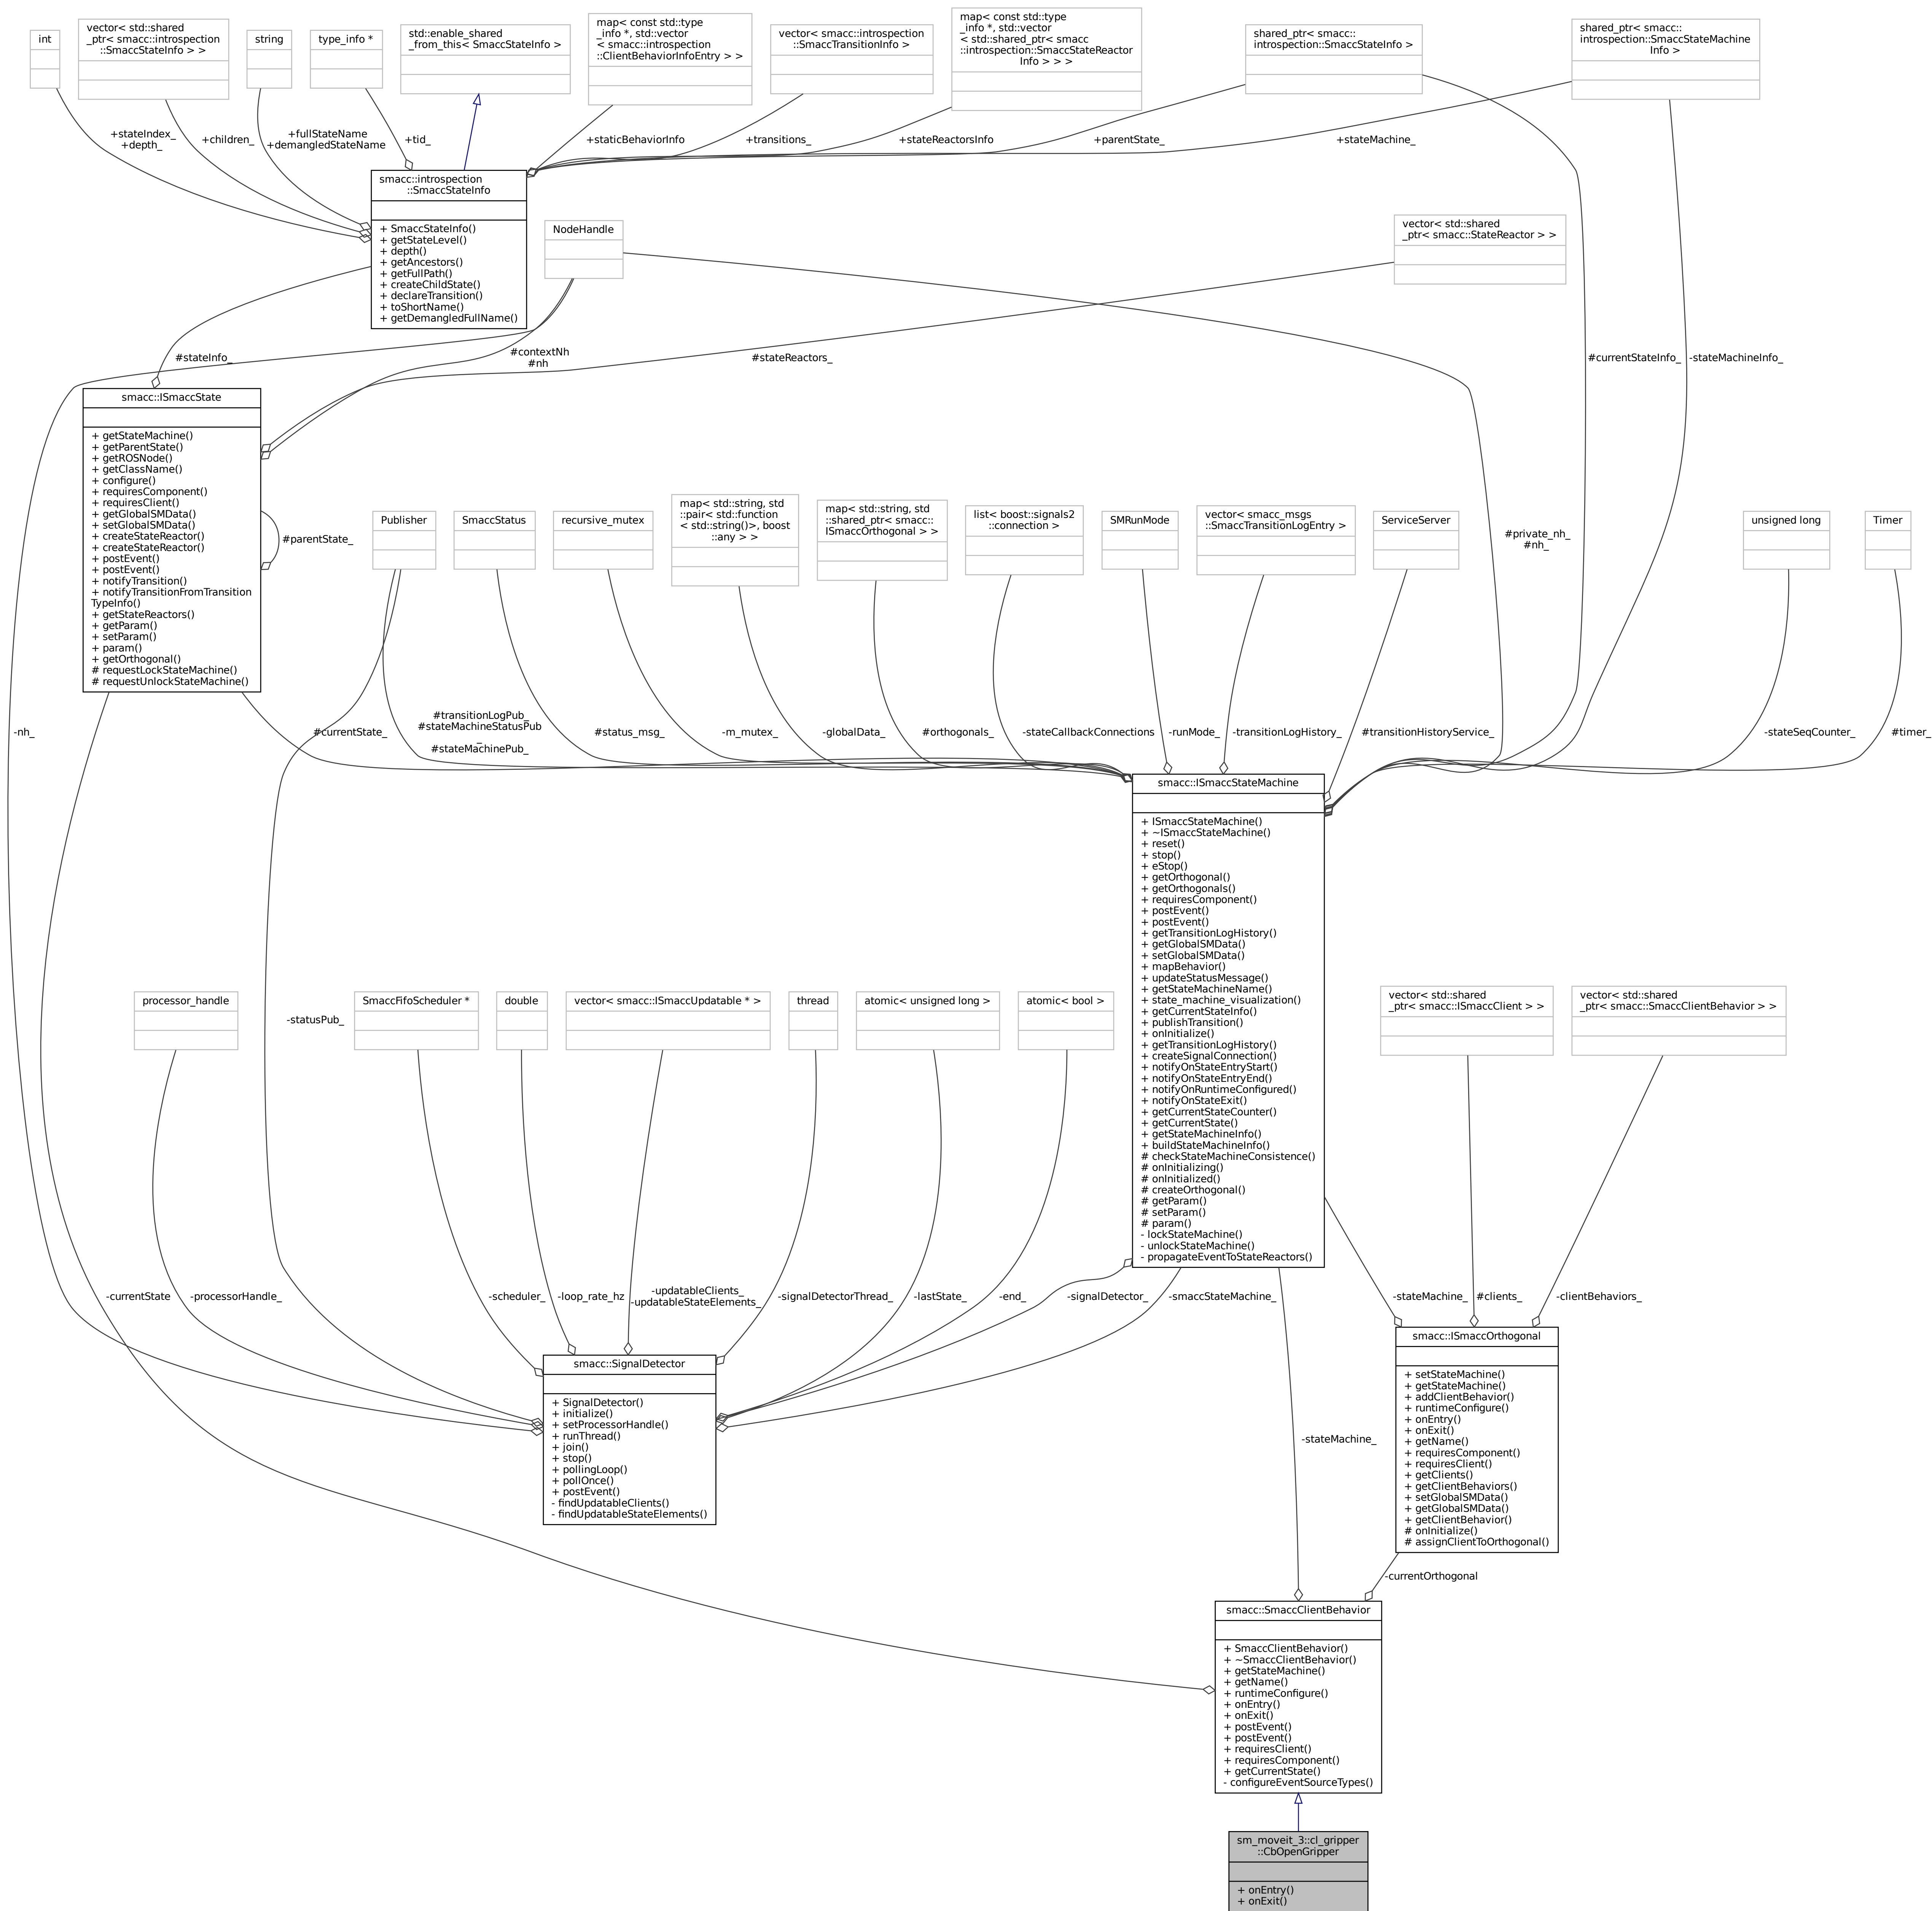 int
vector< std::shared
_ptr< smacc::introspection
::SmaccStateInfo > >
string
type_info *
std::enable_shared
_from_this< SmaccStateInfo >
map< const std::type
_info *, std::vector
< smacc::introspection
::ClientBehaviorInfoEntry > >
vector< smacc::introspection
::SmaccTransitionInfo >
map< const std::type
_info *, std::vector
< std::shared_ptr< smacc
::introspection::SmaccStateReactor
Info > > >
shared_ptr< smacc::
introspection::SmaccStateInfo >
shared_ptr< smacc::
introspection::SmaccStateMachine
Info >
+stateIndex_
+depth_
+children_
+fullStateName
+demangledStateName
+tid_
+staticBehaviorInfo
+transitions_
+stateReactorsInfo
+parentState_
+stateMachine_
smacc::introspection
::SmaccStateInfo
+ SmaccStateInfo()
+ getStateLevel()
+ depth()
+ getAncestors()
+ getFullPath()
+ createChildState()
+ declareTransition()
+ toShortName()
+ getDemangledFullName()
NodeHandle
vector< std::shared
_ptr< smacc::StateReactor > >
#stateInfo_
#contextNh
#nh
#stateReactors_
#currentStateInfo_
-stateMachineInfo_
smacc::ISmaccState
+ getStateMachine()
+ getParentState()
+ getROSNode()
+ getClassName()
+ configure()
+ requiresComponent()
+ requiresClient()
+ getGlobalSMData()
+ setGlobalSMData()
+ createStateReactor()
+ createStateReactor()
+ postEvent()
+ postEvent()
+ notifyTransition()
+ notifyTransitionFromTransition
TypeInfo()
+ getStateReactors()
+ getParam()
+ setParam()
+ param()
+ getOrthogonal()
# requestLockStateMachine()
# requestUnlockStateMachine()
#parentState_
Publisher
SmaccStatus
recursive_mutex
map< std::string, std
::pair< std::function
< std::string()>, boost
::any > >
map< std::string, std
::shared_ptr< smacc::
ISmaccOrthogonal > >
list< boost::signals2
::connection >
SMRunMode
vector< smacc_msgs
::SmaccTransitionLogEntry >
ServiceServer
#private_nh_
#nh_
unsigned long
Timer
-nh_
#currentState_
#transitionLogPub_
#stateMachineStatusPub
_
#stateMachinePub_
#status_msg_
-m_mutex_
-globalData_
#orthogonals_
-stateCallbackConnections
-runMode_
-transitionLogHistory_
#transitionHistoryService_
-stateSeqCounter_
#timer_
smacc::ISmaccStateMachine
+ ISmaccStateMachine()
+ ~ISmaccStateMachine()
+ reset()
+ stop()
+ eStop()
+ getOrthogonal()
+ getOrthogonals()
+ requiresComponent()
+ postEvent()
+ postEvent()
+ getTransitionLogHistory()
+ getGlobalSMData()
+ setGlobalSMData()
+ mapBehavior()
+ updateStatusMessage()
+ getStateMachineName()
+ state_machine_visualization()
+ getCurrentStateInfo()
+ publishTransition()
+ onInitialize()
+ getTransitionLogHistory()
+ createSignalConnection()
+ notifyOnStateEntryStart()
+ notifyOnStateEntryEnd()
+ notifyOnRuntimeConfigured()
+ notifyOnStateExit()
+ getCurrentStateCounter()
+ getCurrentState()
+ getStateMachineInfo()
+ buildStateMachineInfo()
# checkStateMachineConsistence()
# onInitializing()
# onInitialized()
# createOrthogonal()
# getParam()
# setParam()
# param()
- lockStateMachine()
- unlockStateMachine()
- propagateEventToStateReactors()
processor_handle
-statusPub_
SmaccFifoScheduler *
double
vector< smacc::ISmaccUpdatable * >
thread
atomic< unsigned long >
atomic< bool >
vector< std::shared
_ptr< smacc::ISmaccClient > >
vector< std::shared
_ptr< smacc::SmaccClientBehavior > >
-currentState
-processorHandle_
-scheduler_
-loop_rate_hz
-updatableClients_
-updatableStateElements_
-signalDetectorThread_
-lastState_
-end_
-signalDetector_
-smaccStateMachine_
-stateMachine_
#clients_
-clientBehaviors_
smacc::SignalDetector
+ SignalDetector()
+ initialize()
+ setProcessorHandle()
+ runThread()
+ join()
+ stop()
+ pollingLoop()
+ pollOnce()
+ postEvent()
- findUpdatableClients()
- findUpdatableStateElements()
-stateMachine_
smacc::ISmaccOrthogonal
+ setStateMachine()
+ getStateMachine()
+ addClientBehavior()
+ runtimeConfigure()
+ onEntry()
+ onExit()
+ getName()
+ requiresComponent()
+ requiresClient()
+ getClients()
+ getClientBehaviors()
+ setGlobalSMData()
+ getGlobalSMData()
+ getClientBehavior()
# onInitialize()
# assignClientToOrthogonal()
-currentOrthogonal
smacc::SmaccClientBehavior
+ SmaccClientBehavior()
+ ~SmaccClientBehavior()
+ getStateMachine()
+ getName()
+ runtimeConfigure()
+ onEntry()
+ onExit()
+ postEvent()
+ postEvent()
+ requiresClient()
+ requiresComponent()
+ getCurrentState()
- configureEventSourceTypes()
sm_moveit_3::cl_gripper
::CbOpenGripper
+ onEntry()
+ onExit()